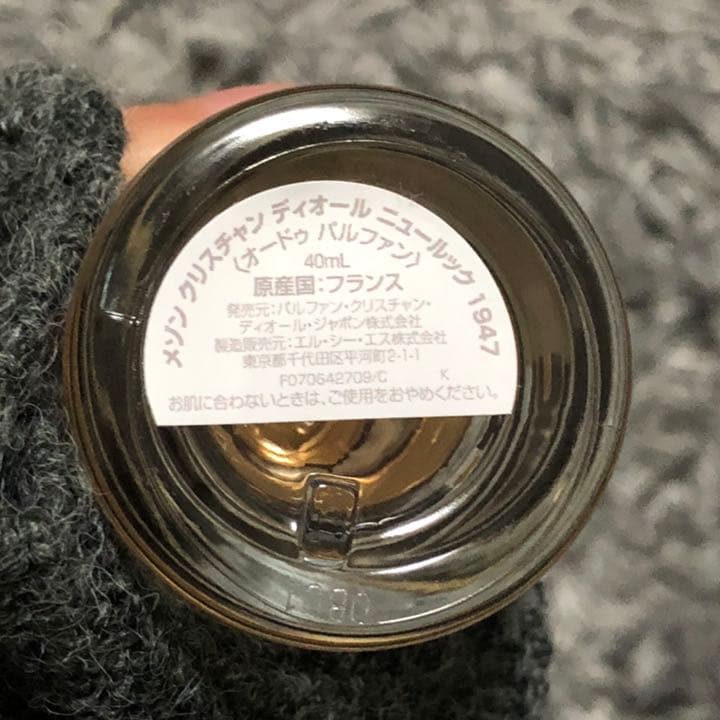 メゾン クリスチャン ディオール ニュールック 1947
〈オードゥ パルファン〉
40mL
原産国:フランス
発売元:パルファン・クリスチャン・
ディオール・ジャポン株式会社
製造販売元:エル・シー・エス株式会社
東京都千代田区平河町2-1-1
F070642709/C K
お肌に合わないときは、ご使用をおやめください。